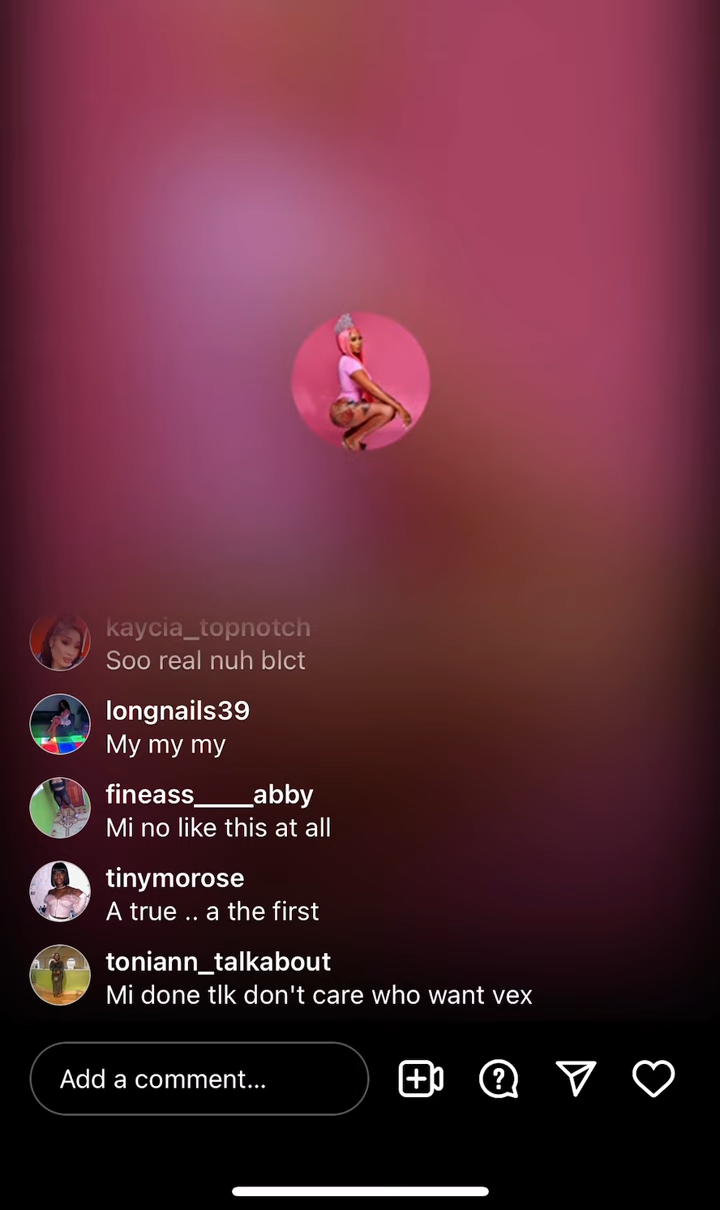 kaycia_topnotch
Soo real nuh blct
longnails39
My my my
fineass____abby
Mi no like this at all
tinymorose
A true .. a the first
toniann_talkabout
Mi done tlk don't care who want vex
Add a comment...